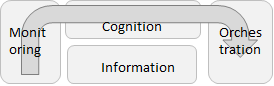 Monit
oring
Cognition
Information
Orches
tration